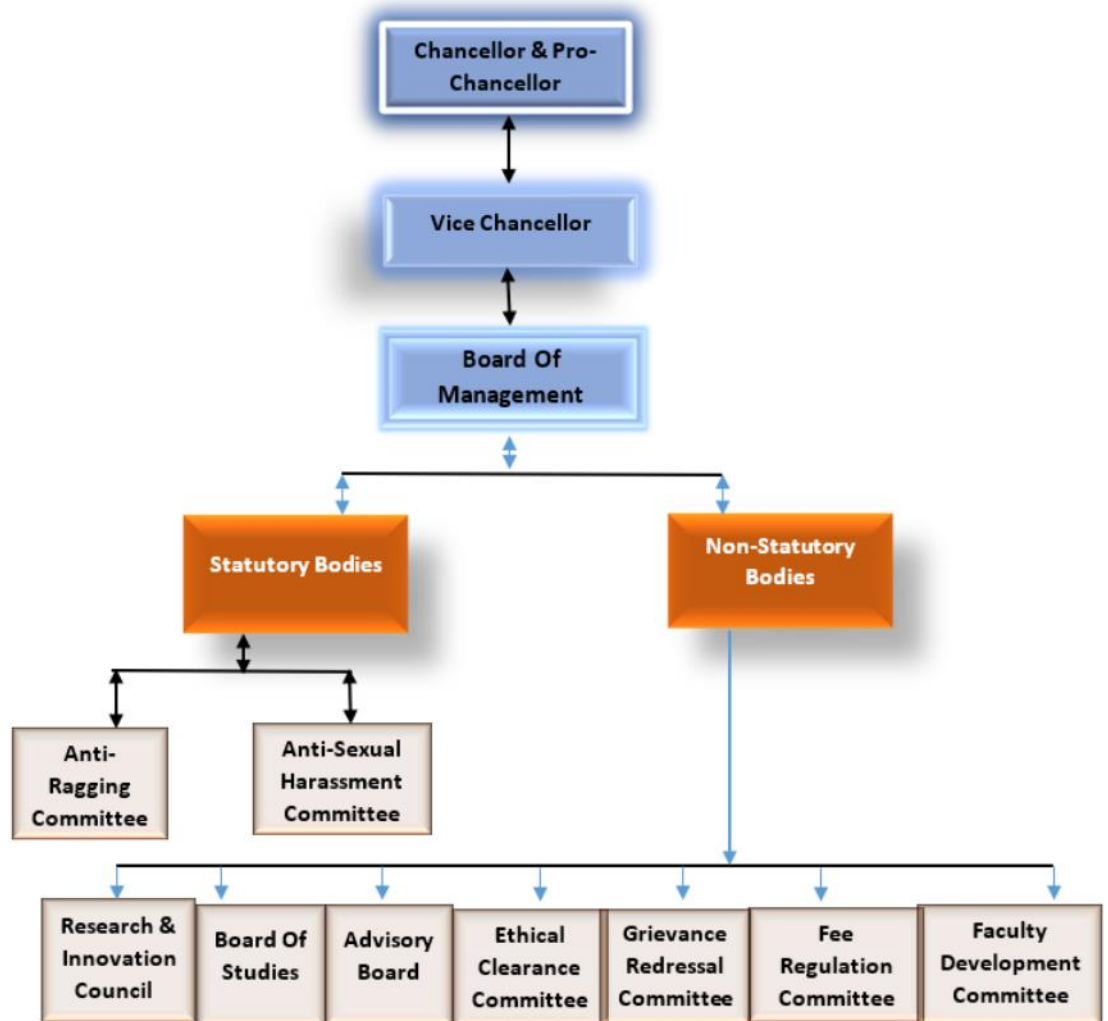 Chancellor & Pro-
Chancellor
Vice Chancellor
Board Of
Management
Statutory Bodies
Non-Statutory
Bodies
Anti-
Ragging
Committee
Anti-Sexual
Harassment
Committee
Research &
Innovation
Council
Board Of
Studies
Advisory
Board
Ethical
Clearance
Committee
Grievance
Redressal
Committee
Fee
Regulation
Committee
Faculty
Development
Committee